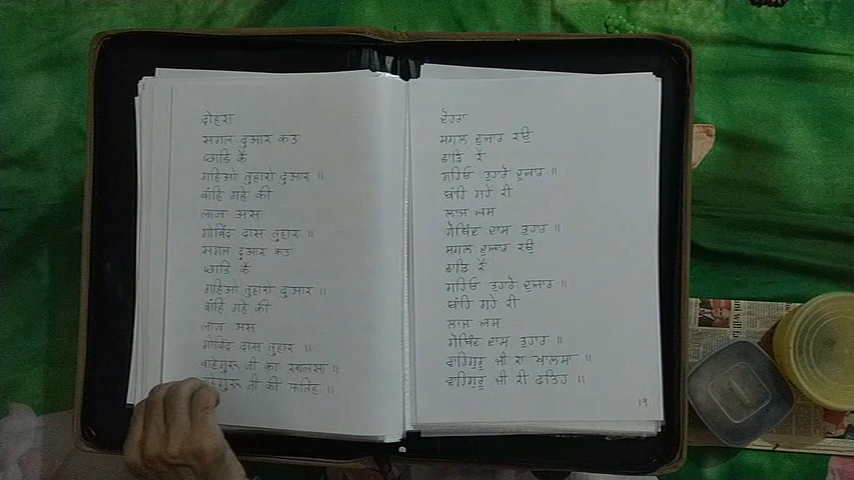 दोहरा
सगल दुआर कउ
छाडि कै
गहिओ तुहारो दुआर ॥
बांहि गहे की
लाज अस
गोविंद दास तुहार ॥
सगल दुआर कउ
छाडि कै
गहिओ तुहारो दुआर ॥
बांहि गहे की
लाज अस
गोविंद दास तुहार ॥
वाहेगुरू जी का खालसा ॥
वाहेगुरू जी की फतिह ॥
ਦੋਹਰਾ
ਸਗਲ ਦੁਆਰ ਕਉ
ਛਾਡਿ ਕੈ
ਗਹਿਓ ਤੁਹਾਰੋ ਦੁਆਰ ॥
ਬਾਂਹਿ ਗਹੇ ਕੀ
ਲਾਜ ਅਸ
ਗੋਬਿੰਦ ਦਾਸ ਤੁਹਾਰ ॥
ਸਗਲ ਦੁਆਰ ਕਉ
ਛਾਡਿ ਕੈ
ਗਹਿਓ ਤੁਹਾਰੋ ਦੁਆਰ ॥
ਬਾਂਹਿ ਗਹੇ ਕੀ
ਲਾਜ ਅਸ
ਗੋਬਿੰਦ ਦਾਸ ਤੁਹਾਰ ॥
ਵਾਹਿਗੁਰੂ ਜੀ ਕਾ ਖਾਲਸਾ ॥
ਵਾਹਿਗੁਰੂ ਜੀ ਕੀ ਫਤਿਹ ॥
19